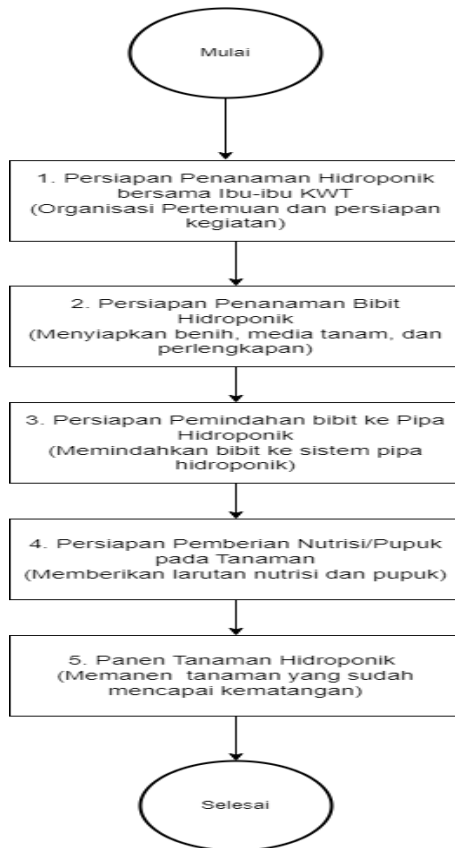 Mulai
1. Persiapan Penanaman Hidroponik
bersama Ibu-ibu KWT
(Organisasi Pertemuan dan persiapan
kegiatan)
2. Persiapan Penanaman Bibit
Hidroponik
(Menyiapkan benih, media tanam, dan
perlengkapan)
3. Persiapan Pemindahan bibit ke Pipa
Hidroponik
(Memindahkan bibit ke sistem pipa
hidroponik)
4. Persiapan Pemberian Nutrisi/Pupuk
pada Tanaman
(Memberikan larutan nutrisi dan pupuk)
5. Panen Tanaman Hidroponik
(Memanen tanaman yang sudah
mencapai kematangan)
Selesai